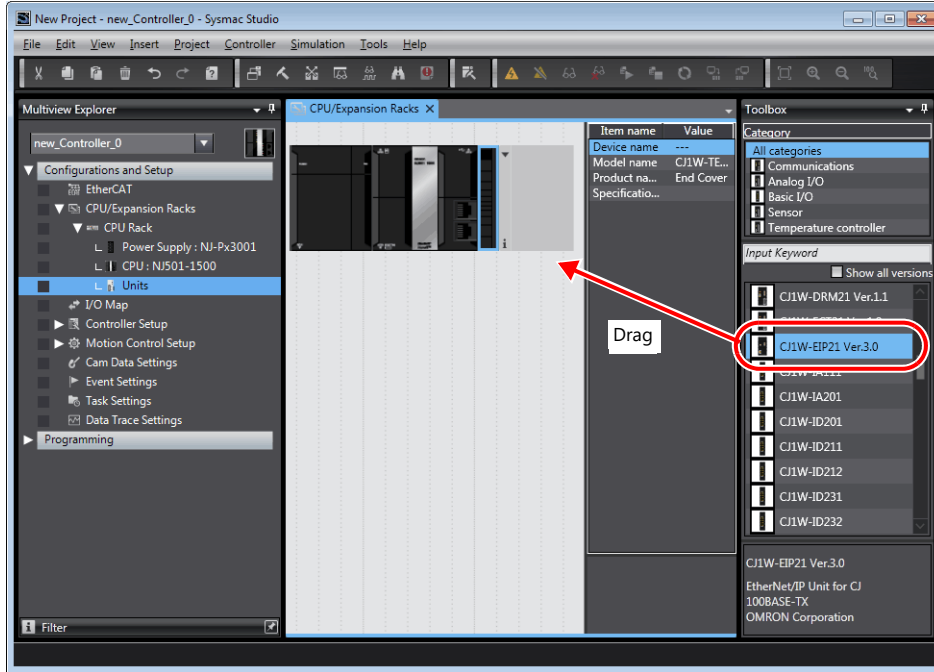 New Project - new_Controller_0 - Sysmac Studio
File Edit View Insert Project Controller Simulation Tools Help
Multiview Explorer
new_Controller_0
Configurations and Setup
EtherCAT
CPU/Expansion Racks
CPU Rack
Power Supply : NJ-Px3001
CPU : NJ501-1500
Units
I/O Map
Controller Setup
Motion Control Setup
Cam Data Settings
Event Settings
Task Settings
Data Trace Settings
Programming
Filter
CPU/Expansion Racks
Item name Value
Device name ---
Model name CJ1W-TE...
Product na... End Cover
Specificatio...
Drag
Toolbox
Category
All categories
Communications
Analog I/O
Basic I/O
Sensor
Temperature controller
Input Keyword
Show all versions
CJ1W-DRM21 Ver.1.1
CJ1W-EIP21 Ver.3.0
CJ1W-IA111
CJ1W-IA201
CJ1W-ID201
CJ1W-ID211
CJ1W-ID212
CJ1W-ID231
CJ1W-ID232
CJ1W-EIP21 Ver.3.0
EtherNet/IP Unit for CJ
100BASE-TX
OMRON Corporation